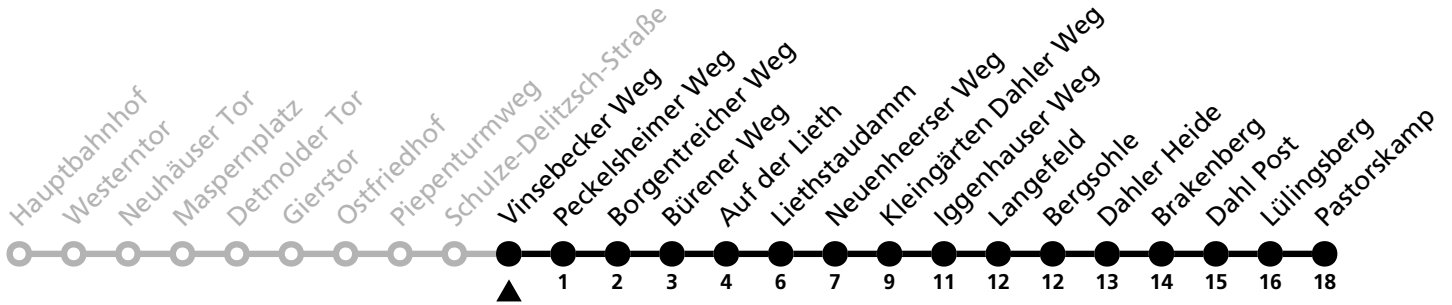 Hauptbahnhof
Westerntor
Neuhäuser Tor
Maspernplatz
Detmolder Tor
Gierstor
Ostfriedhof
Piepenturmweg
Schulze-Delitzsch-Straße
Vinsebecker Weg
Peckelsheimer Weg
Borgentreicher Weg
Bürener Weg
Auf der Lieth
Liethstaudamm
Neuenheerser Weg
Kleingärten Dahler Weg
Iggenhauser Weg
Langefeld
Bergsohle
Dahler Heide
Brakenberg
Dahl Post
Lülingsberg
Pastorskamp
1 2 3 4 6 7 9 11 12 12 13 14 15 16 18